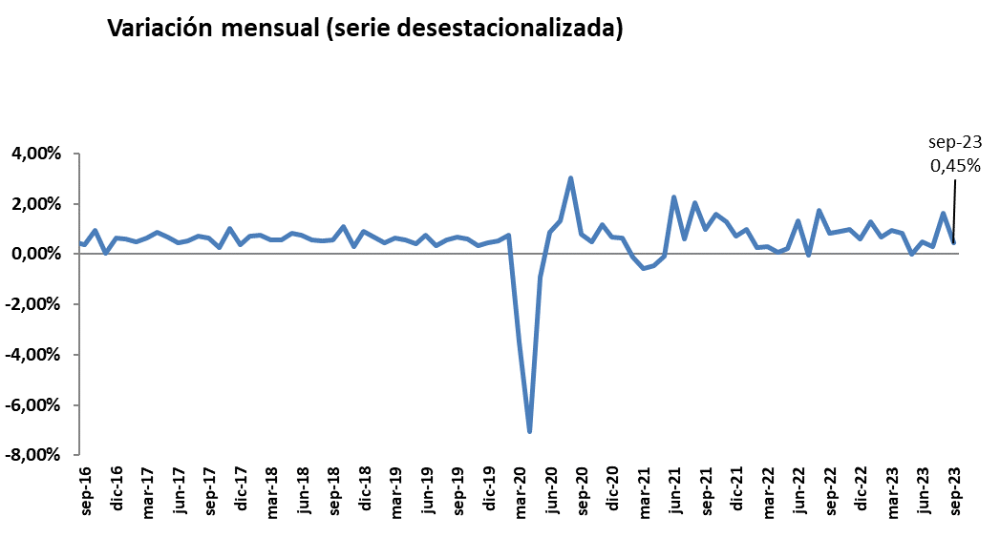 Variación mensual (serie desestacionalizada)
sep-23
0,45%
4,00%
2,00%
0,00%
-2,00%
-4,00%
-6,00%
-8,00%
sep-16
dic-16
mar-17
jun-17
sep-17
dic-17
mar-18
jun-18
sep-18
dic-18
mar-19
jun-19
sep-19
dic-19
mar-20
jun-20
sep-20
dic-20
mar-21
jun-21
sep-21
dic-21
mar-22
jun-22
sep-22
dic-22
mar-23
jun-23
sep-23